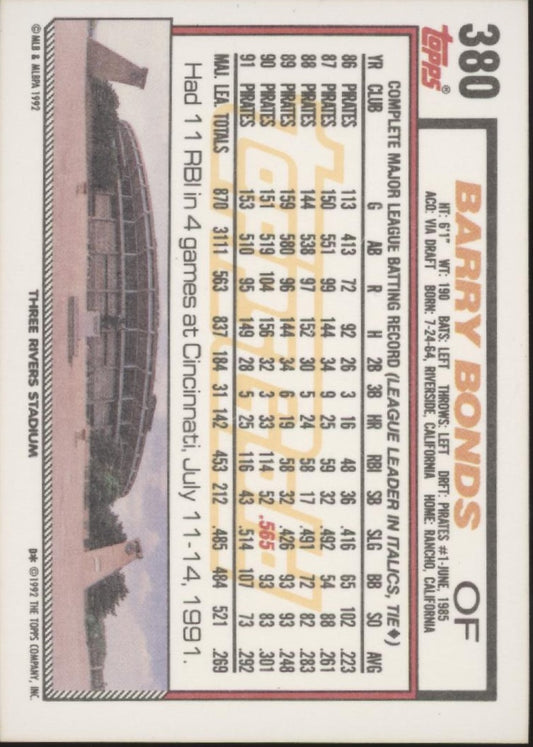 380
TOPPS®
BARRY BONDS OF
HT: 6'1" WT: 190 BATS: LEFT THROWS: LEFT DRFT: PIRATES #1-JUNE, 1985
ACQ: VIA DRAFT BORN: 7-24-64, RIVERSIDE, CALIFORNIA HOME: RANCHO, CALIFORNIA
COMPLETE MAJOR LEAGUE BATTING RECORD (LEAGUE LEADER IN ITALICS, TIE♦)
YR CLUB G AB R H 2B 3B HR RBI SB SLG BB SO AVG
86 PIRATES 113 413 72 92 26 3 16 48 36 .416 65 102 .223
87 PIRATES 150 551 99 144 34 9 25 59 32 .492 54 88 .261
88 PIRATES 144 538 97 152 30 5 24 58 17 .491 72 82 .283
89 PIRATES 159 580 96 144 34 6 19 58 32 .426 93 93 .248
90 PIRATES 151 519 104 156 32 3 33 114 52 .565 93 83 .301
91 PIRATES 153 510 95 149 28 5 25 116 43 .514 107 73 .292
MAJ. LEA. TOTALS 870 3111 563 837 184 31 142 453 212 .485 484 521 .269
Had 11 RBI in 4 games at Cincinnati, July 11-14, 1991.
©MLB & MLBPA 1992
THREE RIVERS STADIUM
B* ©1992 THE TOPPS COMPANY, INC.